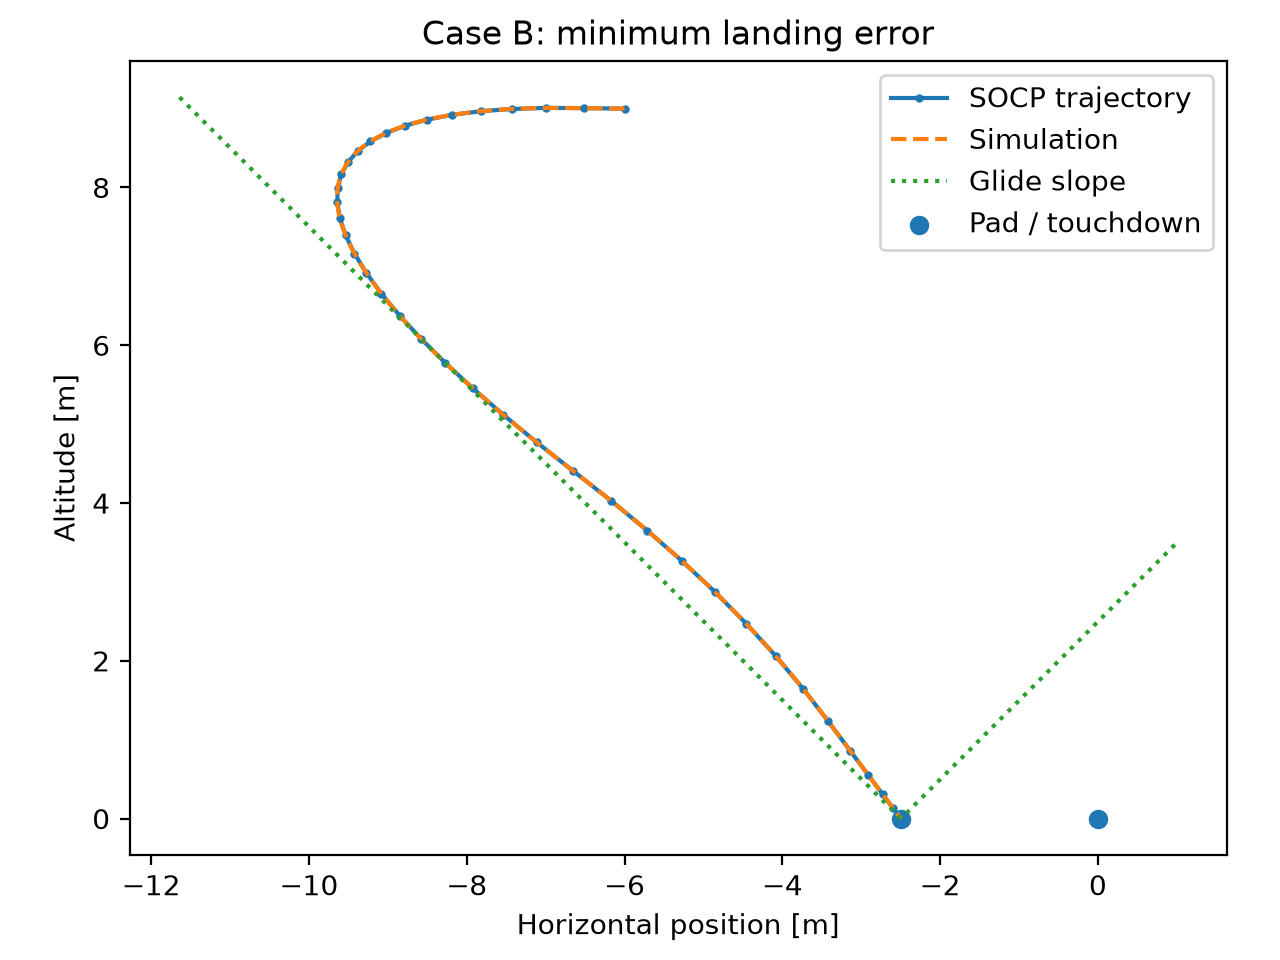 Case B: minimum landing error
SOCP trajectory
Simulation
Glide slope
Pad / touchdown
Altitude [m]
8
6
4
2
0
−12 −10 −8 −6 −4 −2 0
Horizontal position [m]